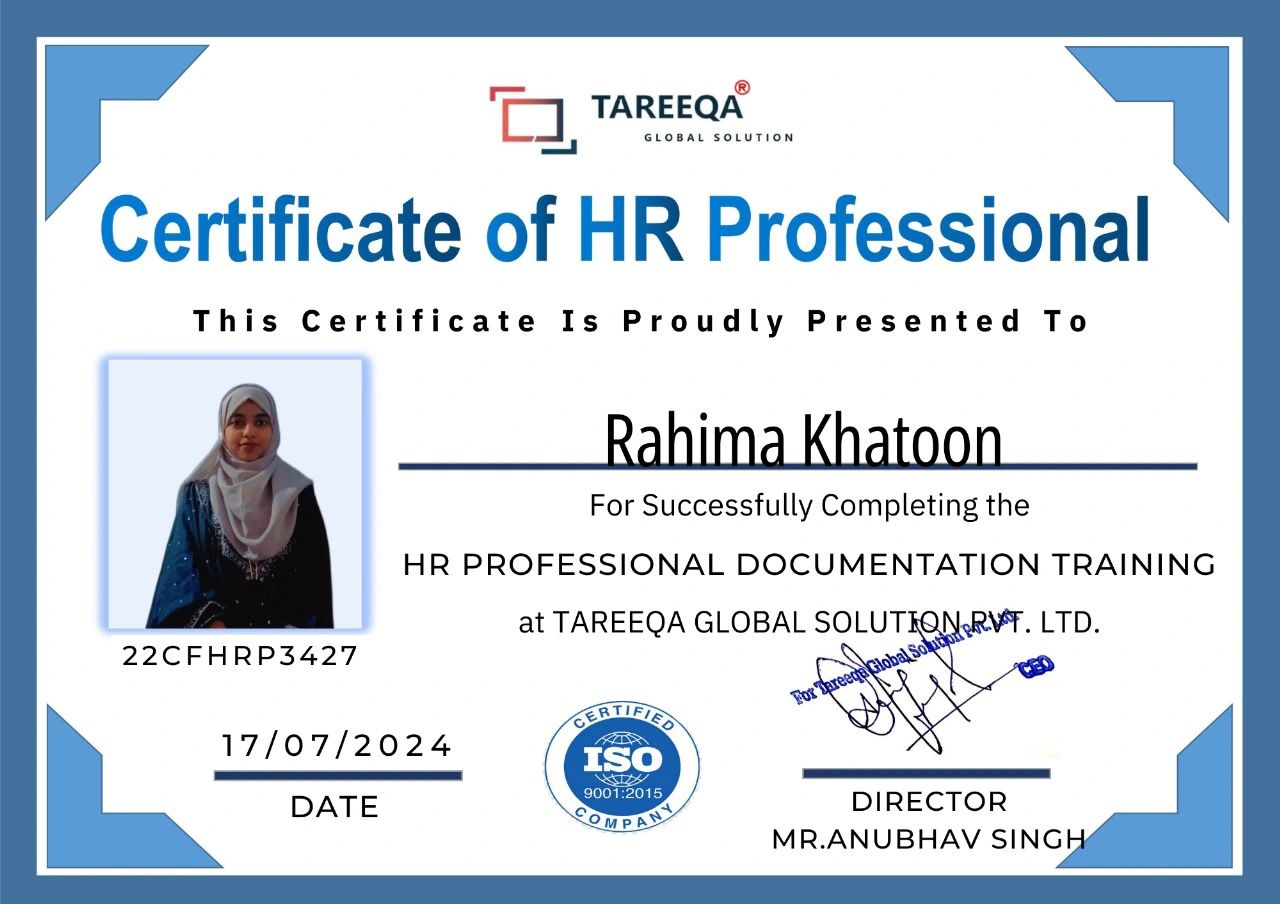 TAREEQA®
GLOBAL SOLUTION
Certificate of HR Professional
This Certificate Is Proudly Presented To
Rahima Khatoon
For Successfully Completing the
HR PROFESSIONAL DOCUMENTATION TRAINING
at TAREEQA GLOBAL SOLUTION PVT. LTD.
22CFHRP3427
For Tareeqa Global Solution Pvt. Ltd.
CEO
17/07/2024
DATE
CERTIFIED
ISO
9001:2015
COMPANY
DIRECTOR
MR.ANUBHAV SINGH